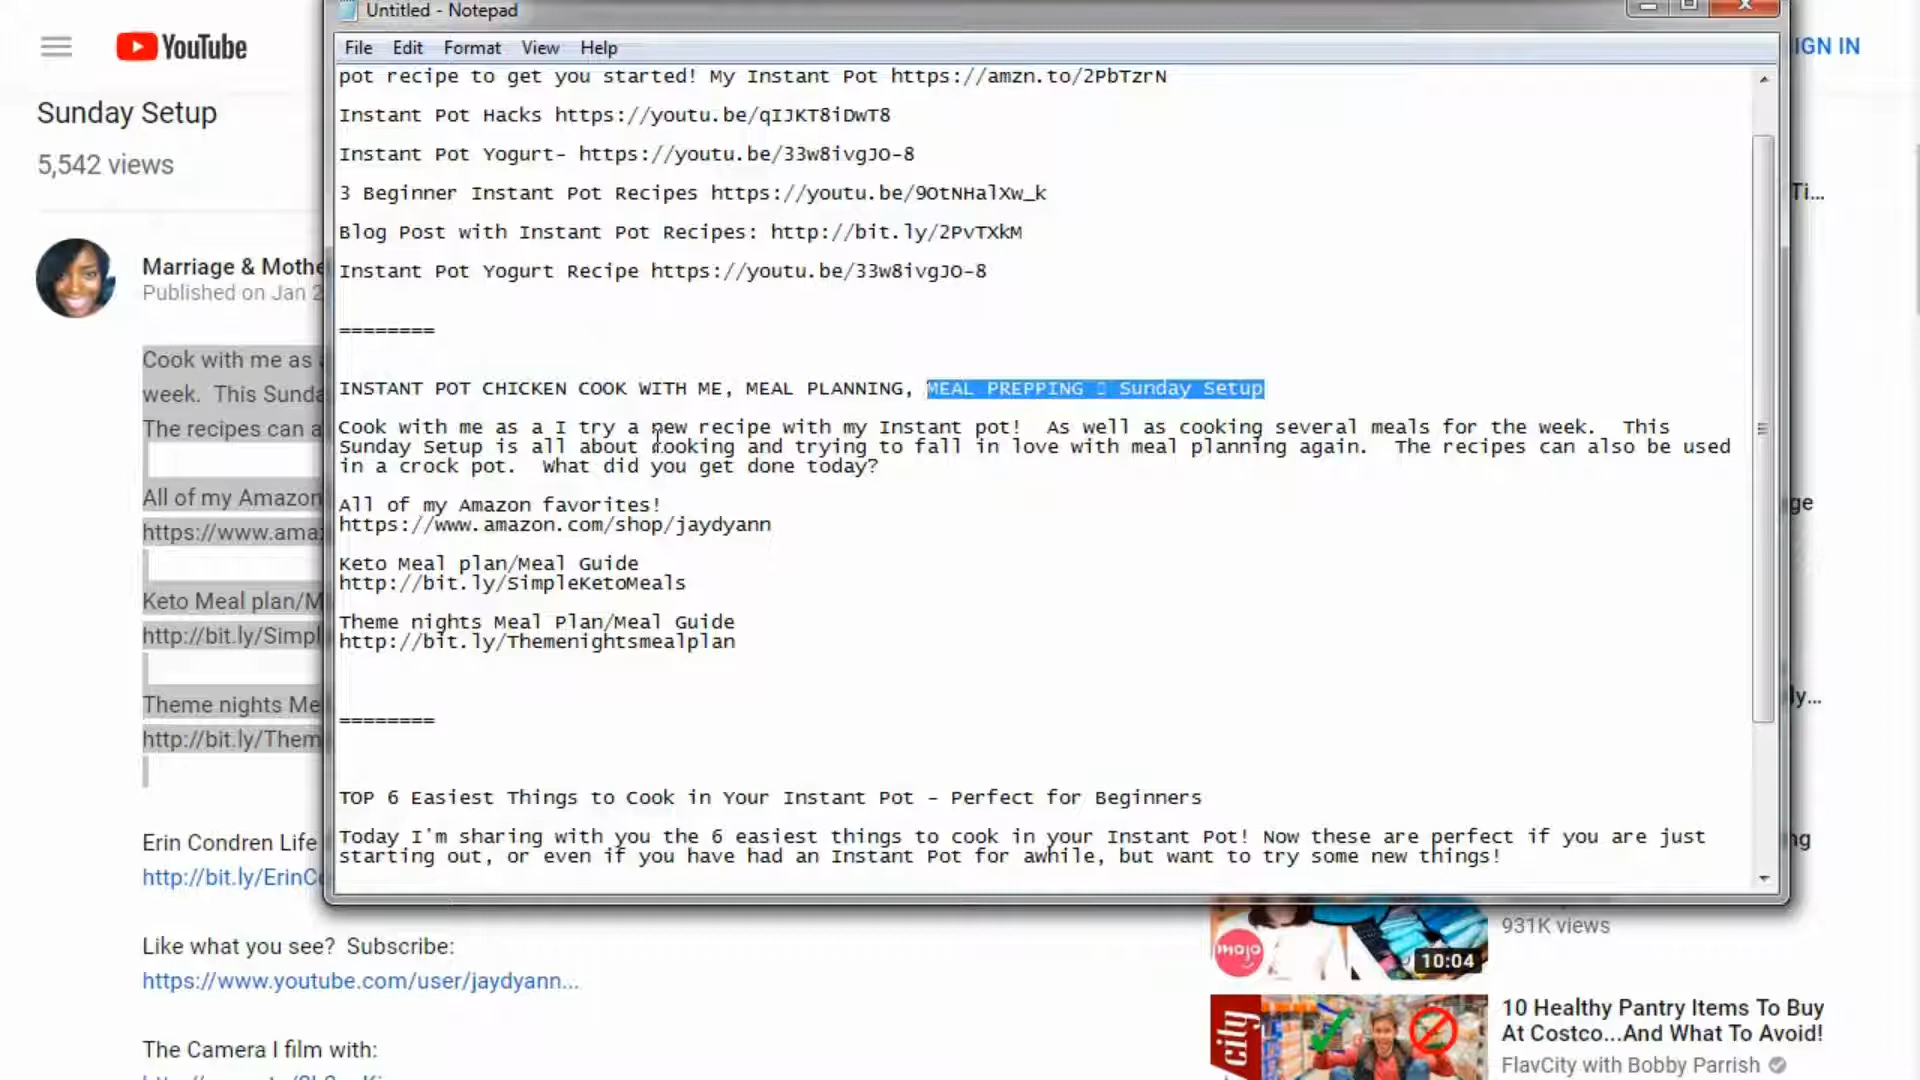 Untitled - Notepad
File Edit Format View Help
pot recipe to get you started! My Instant Pot https://amzn.to/2PbTzrN
Instant Pot Hacks https://youtu.be/qIJKT8iDwT8
Instant Pot Yogurt- https://youtu.be/33w8ivgJO-8
3 Beginner Instant Pot Recipes https://youtu.be/9OtNHalXw_k
Blog Post with Instant Pot Recipes: http://bit.ly/2PvTXkM
Instant Pot Yogurt Recipe https://youtu.be/33w8ivgJO-8
========
INSTANT POT CHICKEN COOK WITH ME, MEAL PLANNING, MEAL PREPPING Sunday Setup
Cook with me as a I try a new recipe with my Instant pot!  As well as cooking several meals for the week.  This
Sunday Setup is all about cooking and trying to fall in love with meal planning again.  The recipes can also be used
in a crock pot.  What did you get done today?
All of my Amazon favorites!
https://www.amazon.com/shop/jaydyann
Keto Meal plan/Meal Guide
http://bit.ly/SimpleKetoMeals
Theme nights Meal Plan/Meal Guide
http://bit.ly/Themenightsmealplan
========
TOP 6 Easiest Things to Cook in Your Instant Pot - Perfect for Beginners
Today I'm sharing with you the 6 easiest things to cook in your Instant Pot! Now these are perfect if you are just
starting out, or even if you have had an Instant Pot for awhile, but want to try some new things!
YouTube
IGN IN
Sunday Setup
5,542 views
Marriage & Mothe
Published on Jan 2
Cook with me as a
week.  This Sunda
The recipes can a
All of my Amazon
https://www.ama
Keto Meal plan/M
http://bit.ly/Simpl
Theme nights Me
http://bit.ly/Them
Erin Condren Life
http://bit.ly/ErinCo
Like what you see?  Subscribe:
https://www.youtube.com/user/jaydyann...
The Camera I film with:
Ti...
ge
ly...
ng
931K views
mojo
10:04
city
10 Healthy Pantry Items To Buy
At Costco...And What To Avoid!
FlavCity with Bobby Parrish